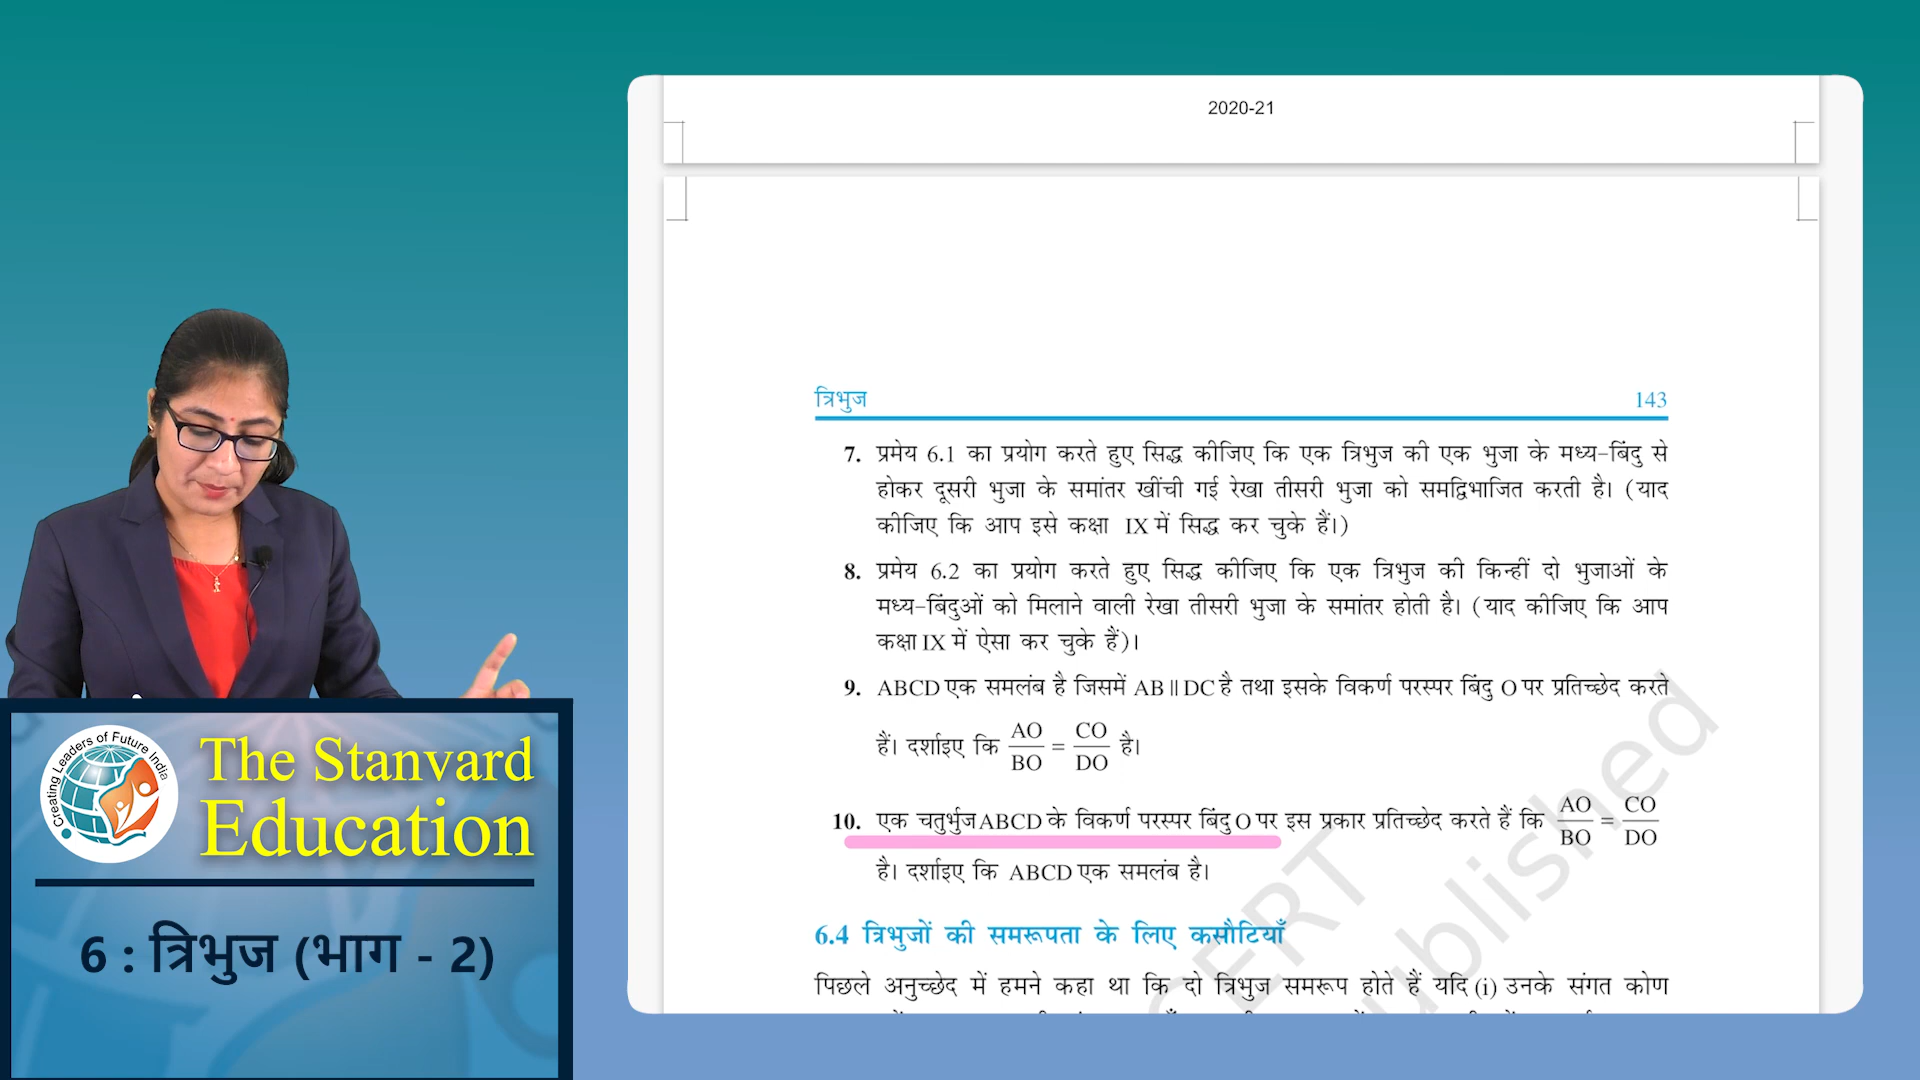 2020-21
त्रिभुज 143
7. प्रमेय 6.1 का प्रयोग करते हुए सिद्ध कीजिए कि एक त्रिभुज की एक भुजा के मध्य-बिंदु से
होकर दूसरी भुजा के समांतर खींची गई रेखा तीसरी भुजा को समद्विभाजित करती है। (याद
कीजिए कि आप इसे कक्षा IX में सिद्ध कर चुके हैं।)
8. प्रमेय 6.2 का प्रयोग करते हुए सिद्ध कीजिए कि एक त्रिभुज की किन्हीं दो भुजाओं के
मध्य-बिंदुओं को मिलाने वाली रेखा तीसरी भुजा के समांतर होती है। (याद कीजिए कि आप
कक्षा IX में ऐसा कर चुके हैं)।
9. ABCD एक समलंब है जिसमें AB || DC है तथा इसके विकर्ण परस्पर बिंदु O पर प्रतिच्छेद करते
हैं। दर्शाइए कि AO/BO = CO/DO है।
10. एक चतुर्भुज ABCD के विकर्ण परस्पर बिंदु O पर इस प्रकार प्रतिच्छेद करते हैं कि AO/BO = CO/DO
है। दर्शाइए कि ABCD एक समलंब है।
6.4 त्रिभुजों की समरूपता के लिए कसौटियाँ
पिछले अनुच्छेद में हमने कहा था कि दो त्रिभुज समरूप होते हैं यदि (i) उनके संगत कोण
Creating Leaders of Future India
The Stanvard
Education
6 : त्रिभुज (भाग - 2)